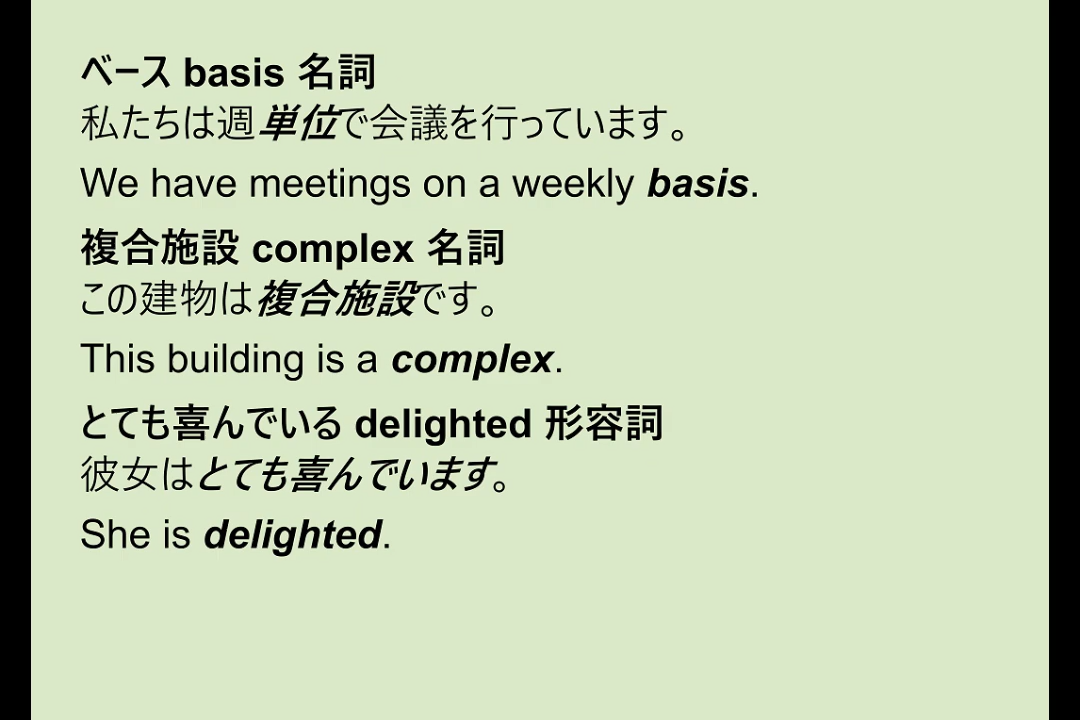 ベース basis 名詞
私たちは週単位で会議を行っています。
We have meetings on a weekly basis.
複合施設 complex 名詞
この建物は複合施設です。
This building is a complex.
とても喜んでいる delighted 形容詞
彼女はとても喜んでいます。
She is delighted.